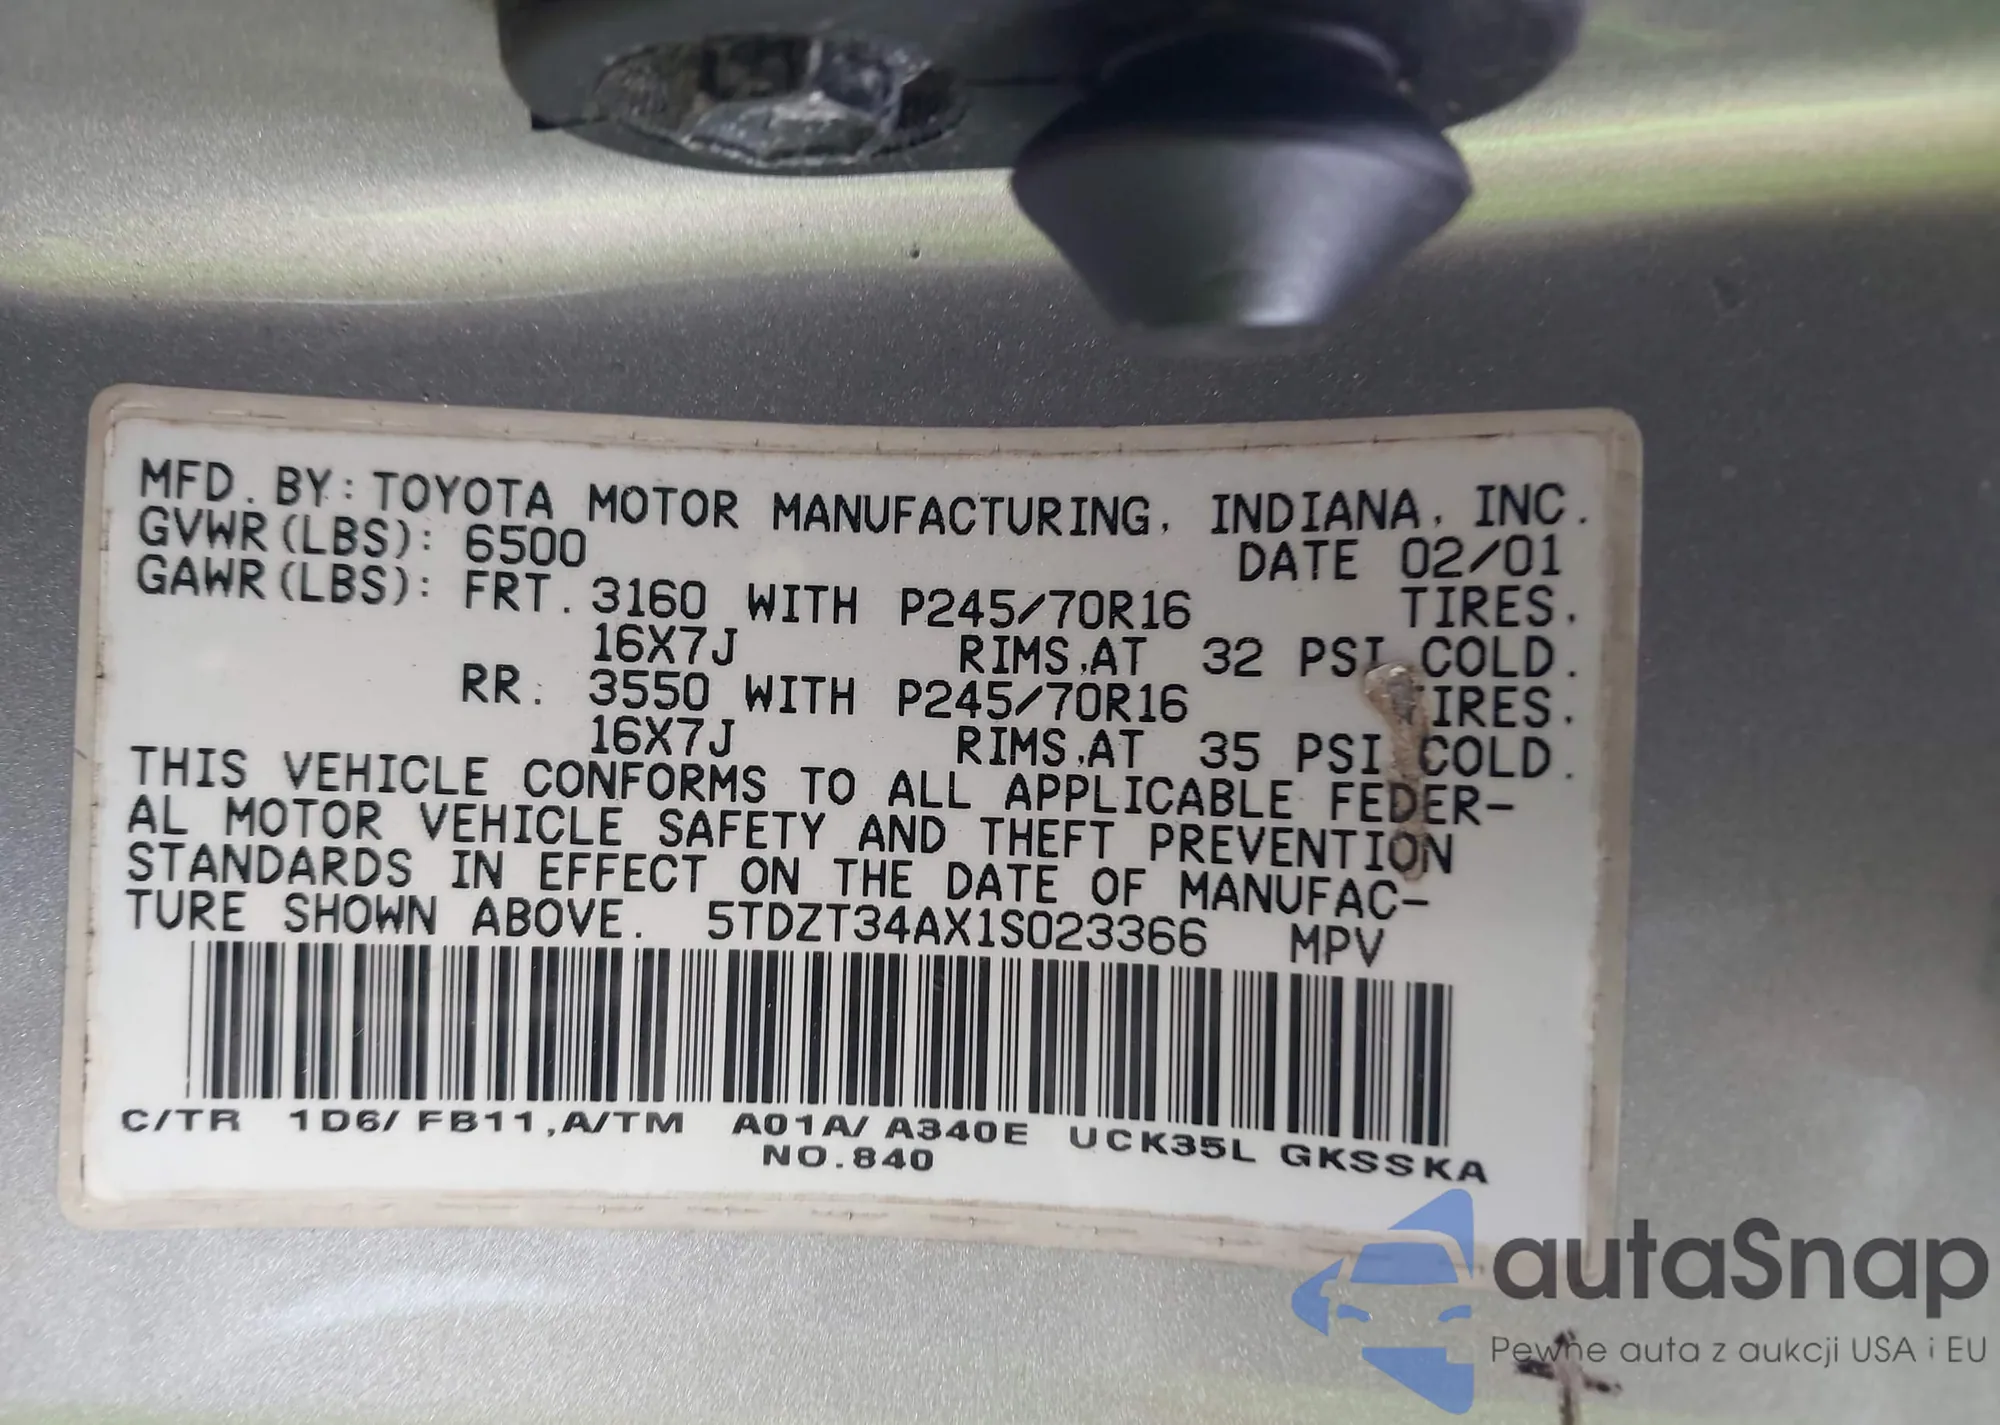 MFD. BY: TOYOTA MOTOR MANUFACTURING, INDIANA, INC.
GVWR(LBS): 6500 DATE 02/01
GAWR(LBS): FRT. 3160 WITH P245/70R16 TIRES.
16X7J RIMS,AT 32 PSI COLD.
RR. 3550 WITH P245/70R16 TIRES.
16X7J RIMS,AT 35 PSI COLD.
THIS VEHICLE CONFORMS TO ALL APPLICABLE FEDER-
AL MOTOR VEHICLE SAFETY AND THEFT PREVENTION
STANDARDS IN EFFECT ON THE DATE OF MANUFAC-
TURE SHOWN ABOVE. 5TDZT34AX1S023366 MPV
C/TR 1D6/ FB11,A/TM A01A/ A340E UCK35L GKSSKA
NO.840
autaSnap
Pewne auta z aukcji USA i EU